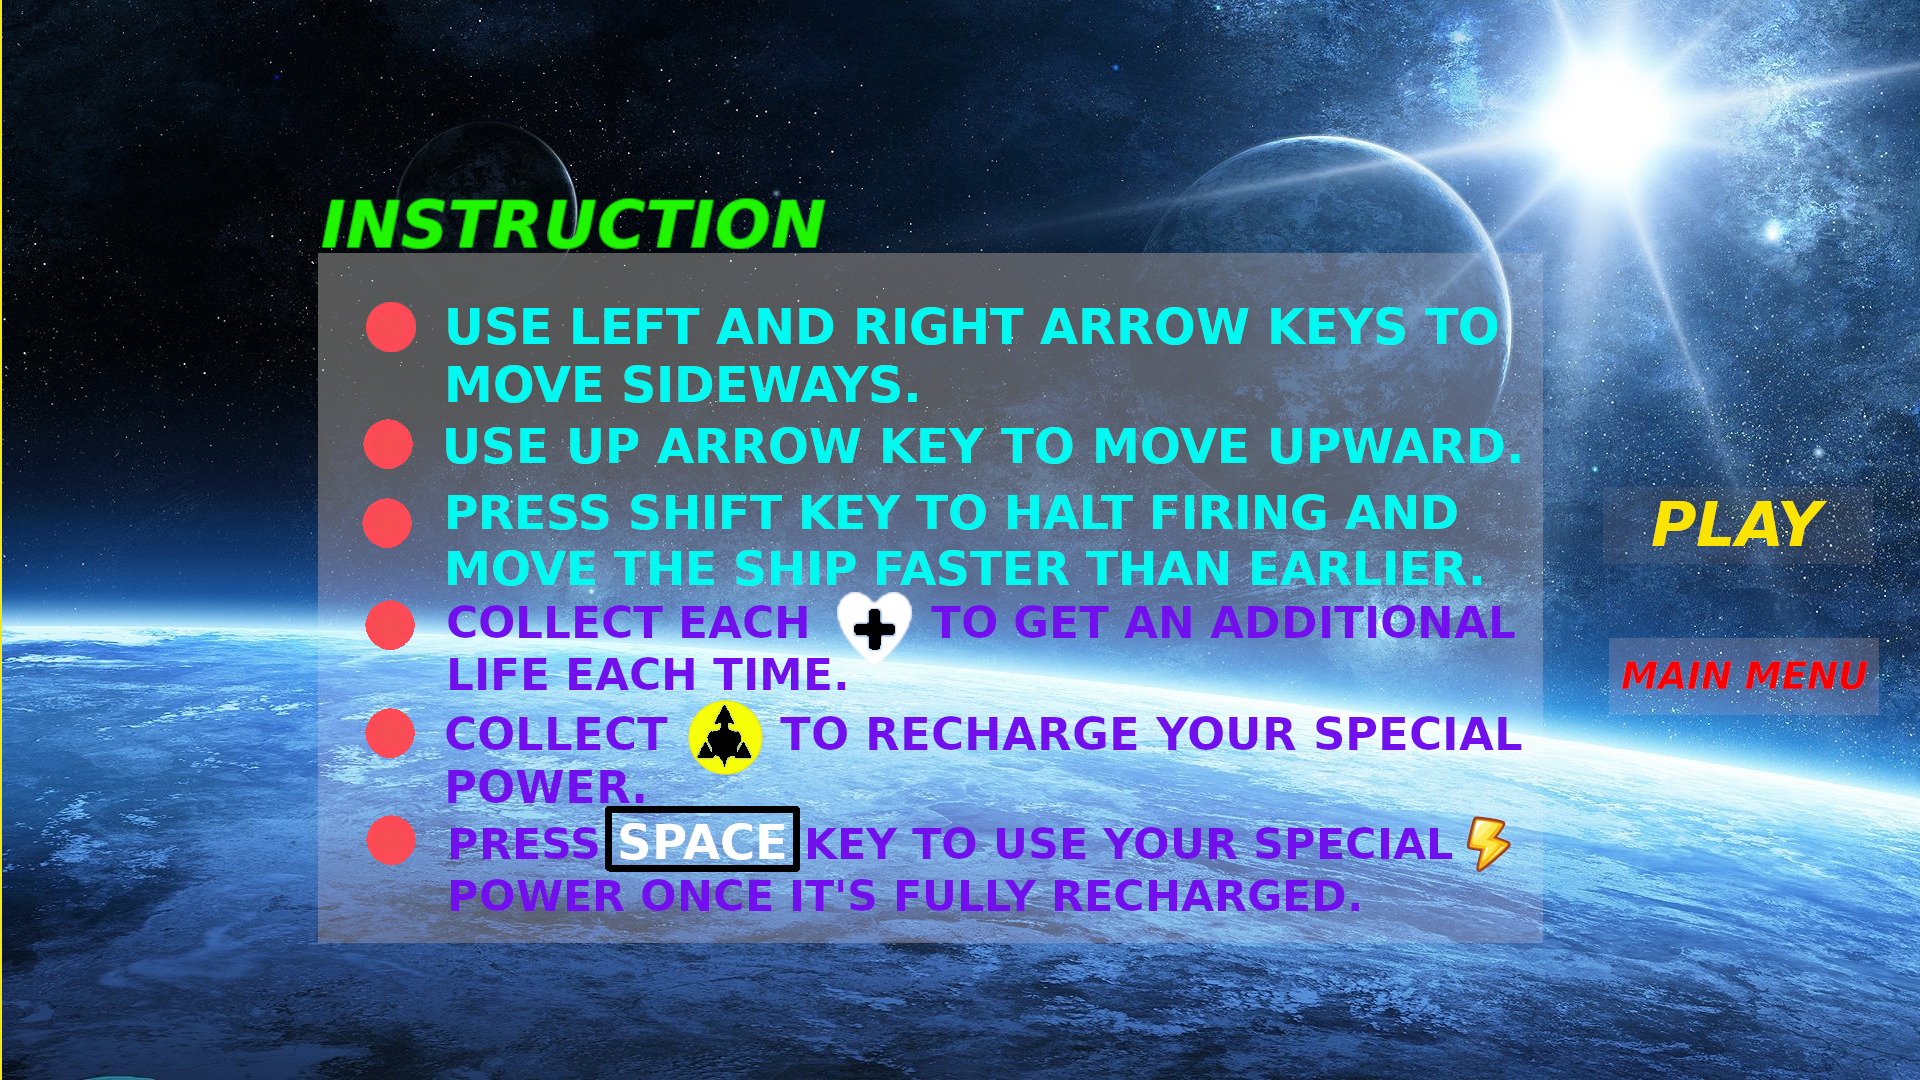 INSTRUCTION
USE LEFT AND RIGHT ARROW KEYS TO
MOVE SIDEWAYS.
USE UP ARROW KEY TO MOVE UPWARD.
PRESS SHIFT KEY TO HALT FIRING AND
MOVE THE SHIP FASTER THAN EARLIER.
COLLECT EACH TO GET AN ADDITIONAL
LIFE EACH TIME.
COLLECT TO RECHARGE YOUR SPECIAL
POWER.
PRESS SPACE KEY TO USE YOUR SPECIAL
POWER ONCE IT'S FULLY RECHARGED.
PLAY
MAIN MENU